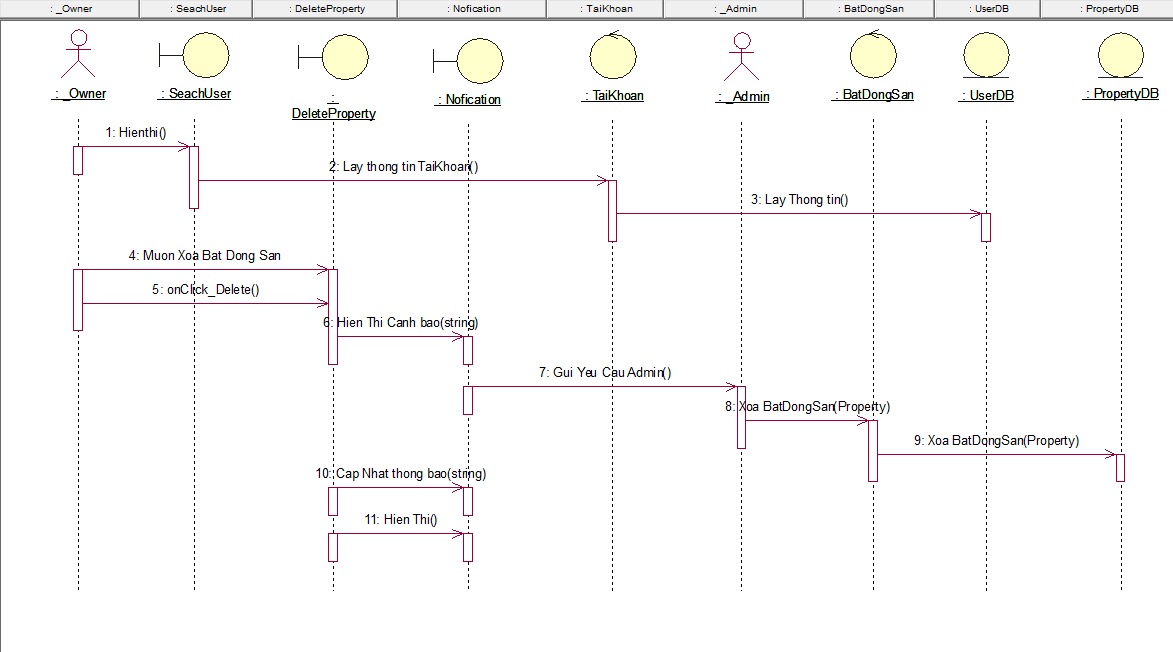 : _Owner
: SeachUser
: DeleteProperty
: Nofication
: TaiKhoan
: _Admin
: BatDongSan
: UserDB
: PropertyDB
: _Owner
: SeachUser
:
DeleteProperty
: Nofication
: TaiKhoan
: _Admin
: BatDongSan
: UserDB
: PropertyDB
1: Hienthi()
2: Lay thong tin TaiKhoan()
3: Lay Thong tin()
4: Muon Xoa Bat Dong San
5: onClick_Delete()
6: Hien Thi Canh bao(string)
7: Gui Yeu Cau Admin()
8: Xoa BatDongSan(Property)
9: Xoa BatDongSan(Property)
10: Cap Nhat thong bao(string)
11: Hien Thi()